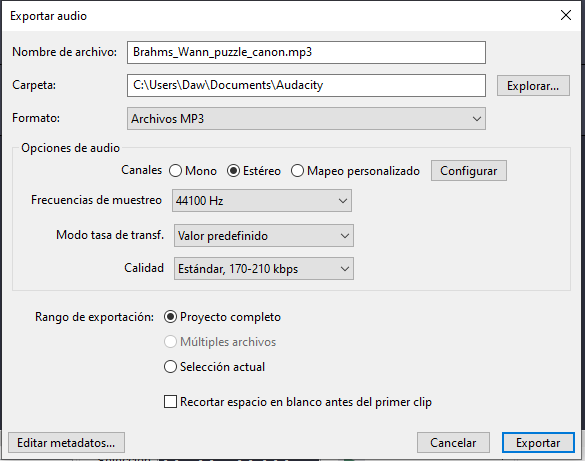 Exportar audio
Nombre de archivo: Brahms_Wann_puzzle_canon.mp3
Carpeta: C:\Users\Daw\Documents\Audacity Explorar...
Formato: Archivos MP3
Opciones de audio
Canales Mono Estéreo Mapeo personalizado Configurar
Frecuencias de muestreo 44100 Hz
Modo tasa de transf. Valor predefinido
Calidad Estándar, 170-210 kbps
Rango de exportación: Proyecto completo
Múltiples archivos
Selección actual
Recortar espacio en blanco antes del primer clip
Editar metadatos... Cancelar Exportar